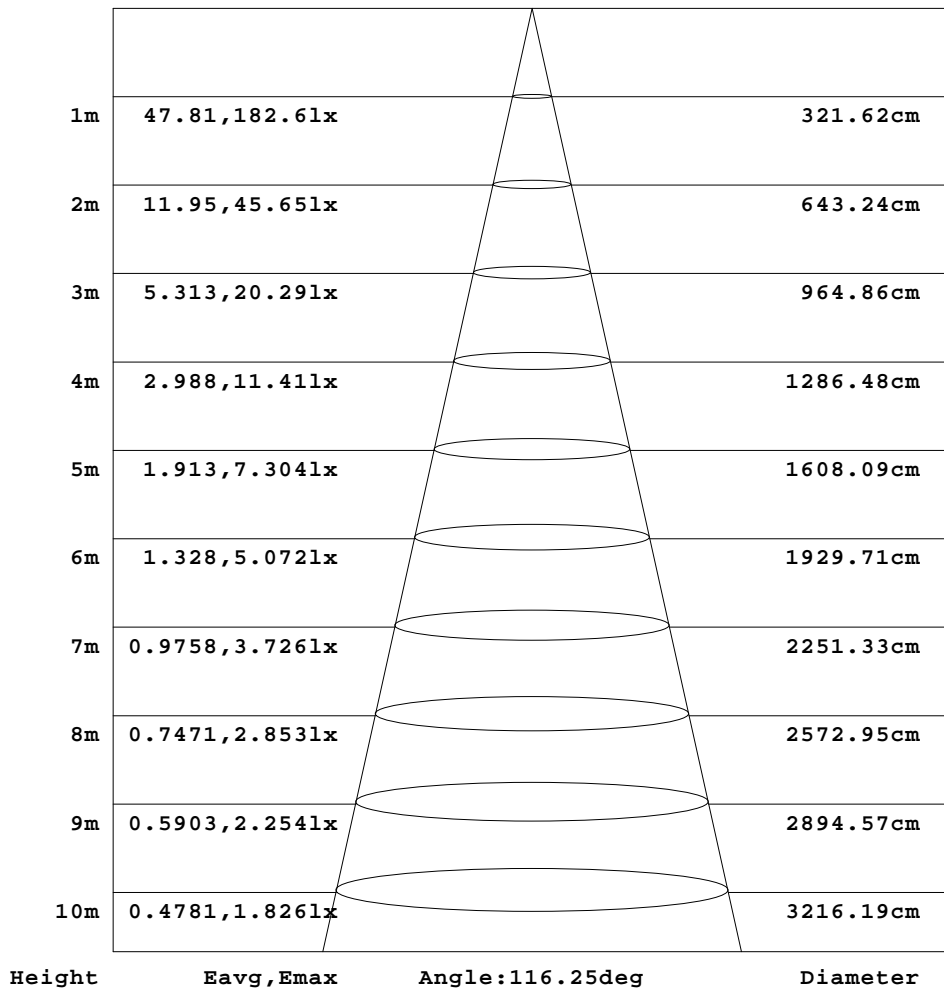 1m 47.81,182.6lx 321.62cm
2m 11.95,45.65lx 643.24cm
3m 5.313,20.29lx 964.86cm
4m 2.988,11.41lx 1286.48cm
5m 1.913,7.304lx 1608.09cm
6m 1.328,5.072lx 1929.71cm
7m 0.9758,3.726lx 2251.33cm
8m 0.7471,2.853lx 2572.95cm
9m 0.5903,2.254lx 2894.57cm
10m 0.4781,1.826lx 3216.19cm
Height Eavg,Emax Angle:116.25deg Diameter